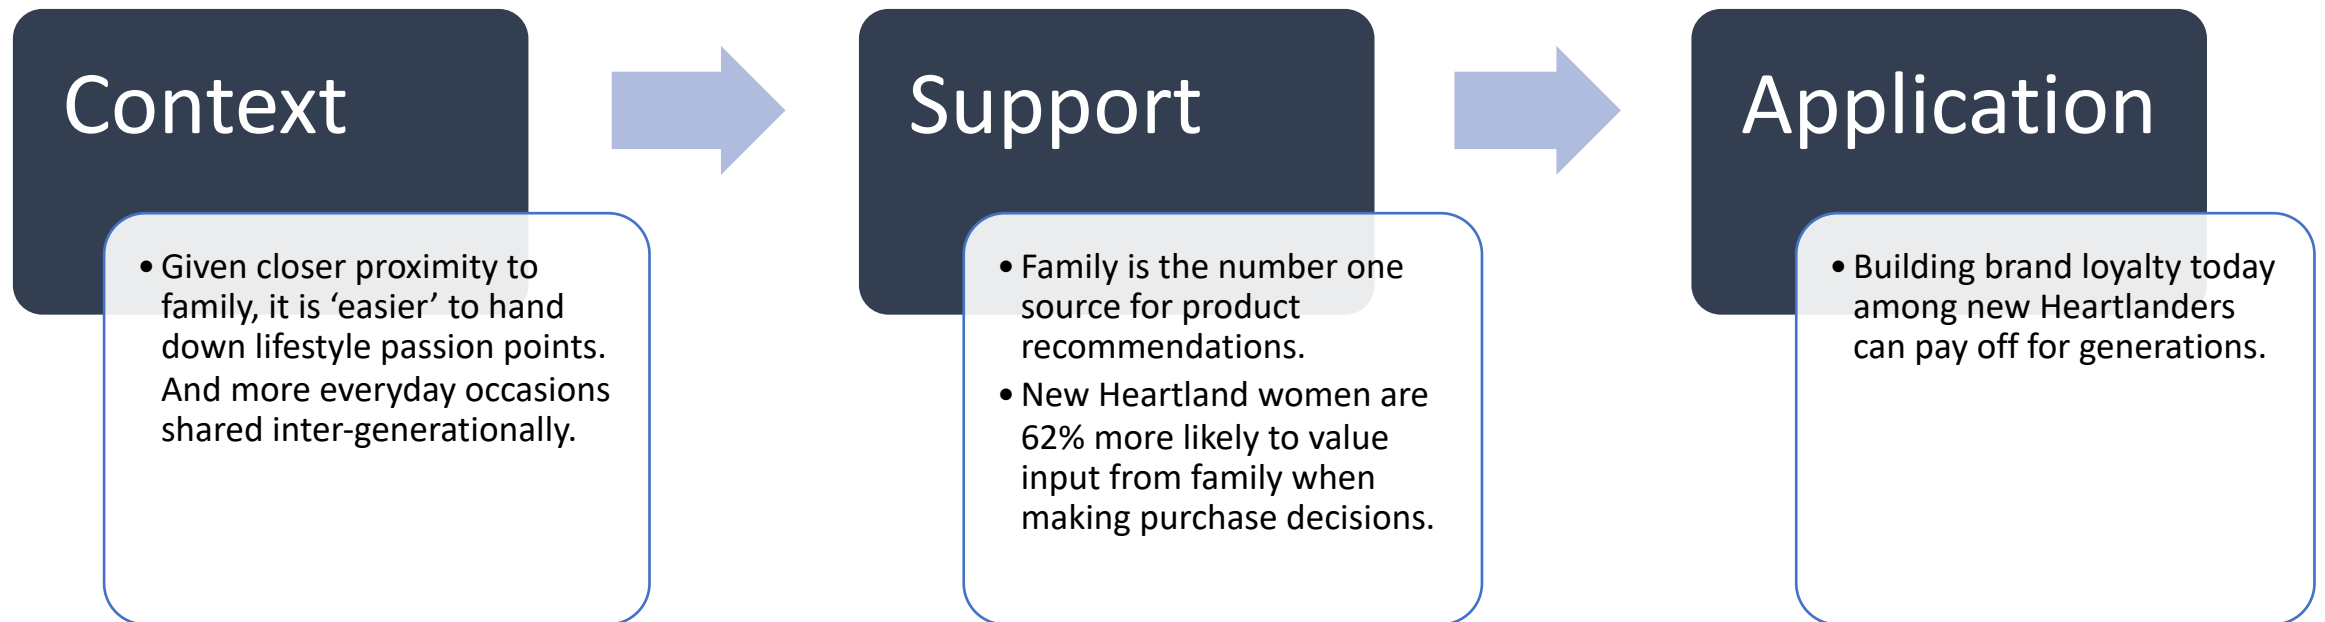 Context
• Given closer proximity to
family, it is ‘easier’ to hand
down lifestyle passion points.
And more everyday occasions
shared inter-generationally.
Support
• Family is the number one
source for product
recommendations.
• New Heartland women are
62% more likely to value
input from family when
making purchase decisions.
Application
• Building brand loyalty today
among new Heartlanders
can pay off for generations.